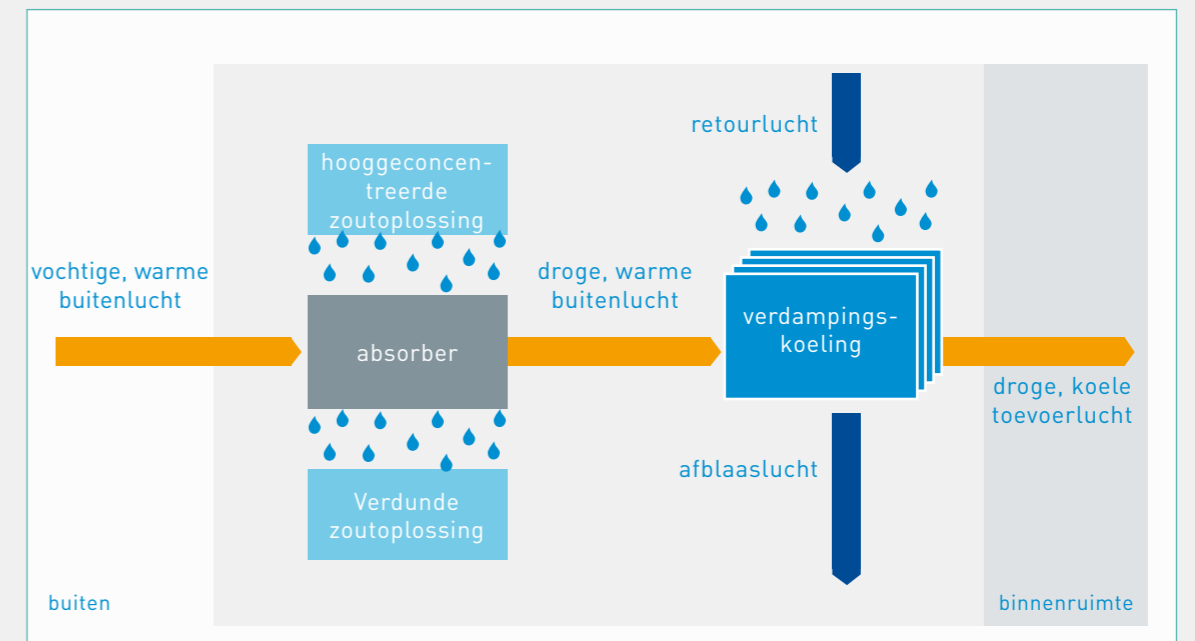 retourlucht
hooggeconcen-
treerde
zoutoplossing
vochtige, warme
buitenlucht
absorber
droge, warme
buitenlucht
verdampings-
koeling
droge, koele
toevoerlucht
afblaaslucht
Verdunde
zoutoplossing
buiten
binnenruimte